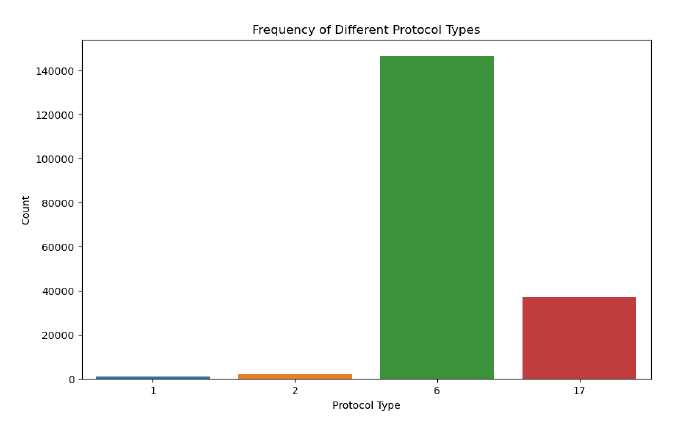 Frequency of Different Protocol Types
140000
120000
100000
80000
60000
40000
20000
0
Count
1 2 6 17
Protocol Type